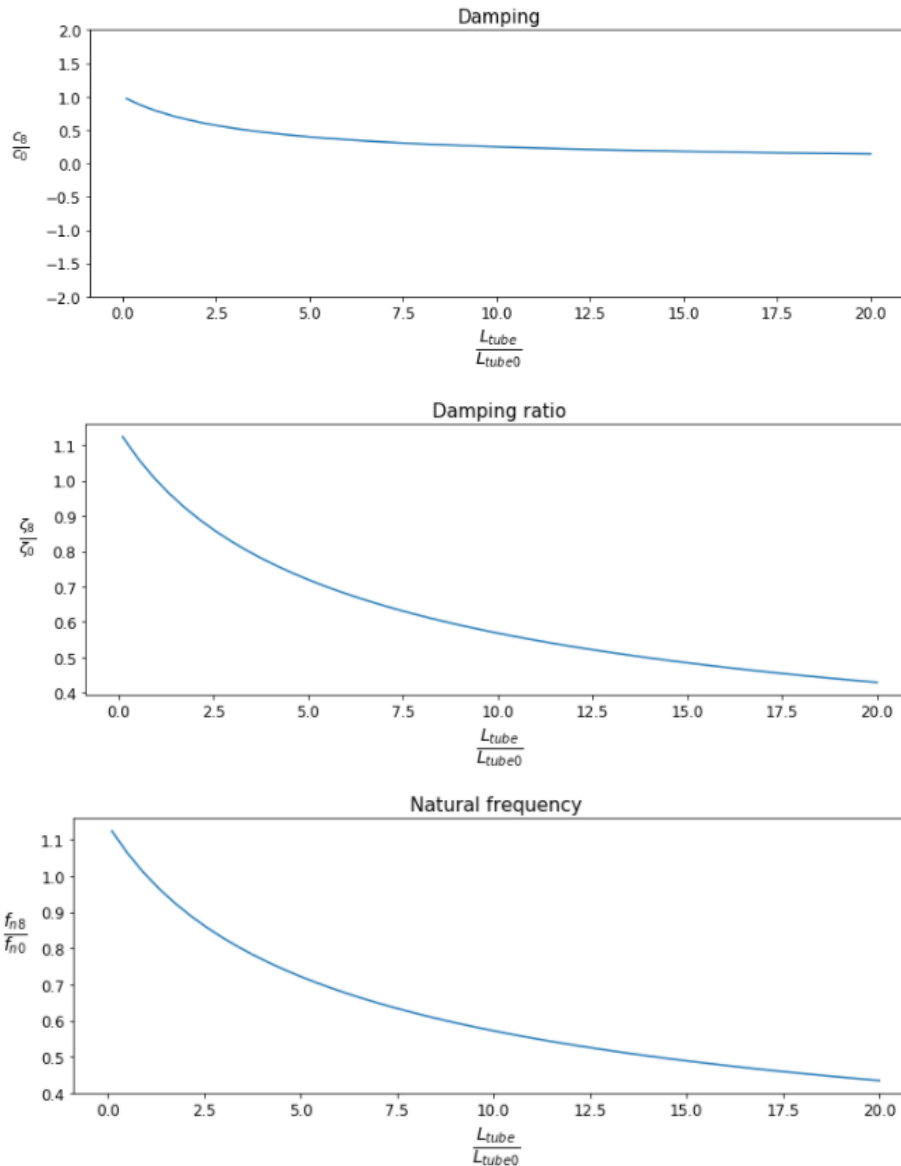 Damping
2.0
1.5
1.0
0.5
0.0
−0.5
−1.0
−1.5
−2.0
c8
c0
0.0 2.5 5.0 7.5 10.0 12.5 15.0 17.5 20.0
Ltube
Ltube0
Damping ratio
1.1
1.0
0.9
0.8
0.7
0.6
0.5
0.4
ζ8
ζ0
0.0 2.5 5.0 7.5 10.0 12.5 15.0 17.5 20.0
Ltube
Ltube0
Natural frequency
1.1
1.0
0.9
0.8
0.7
0.6
0.5
0.4
fn8
fn0
0.0 2.5 5.0 7.5 10.0 12.5 15.0 17.5 20.0
Ltube
Ltube0